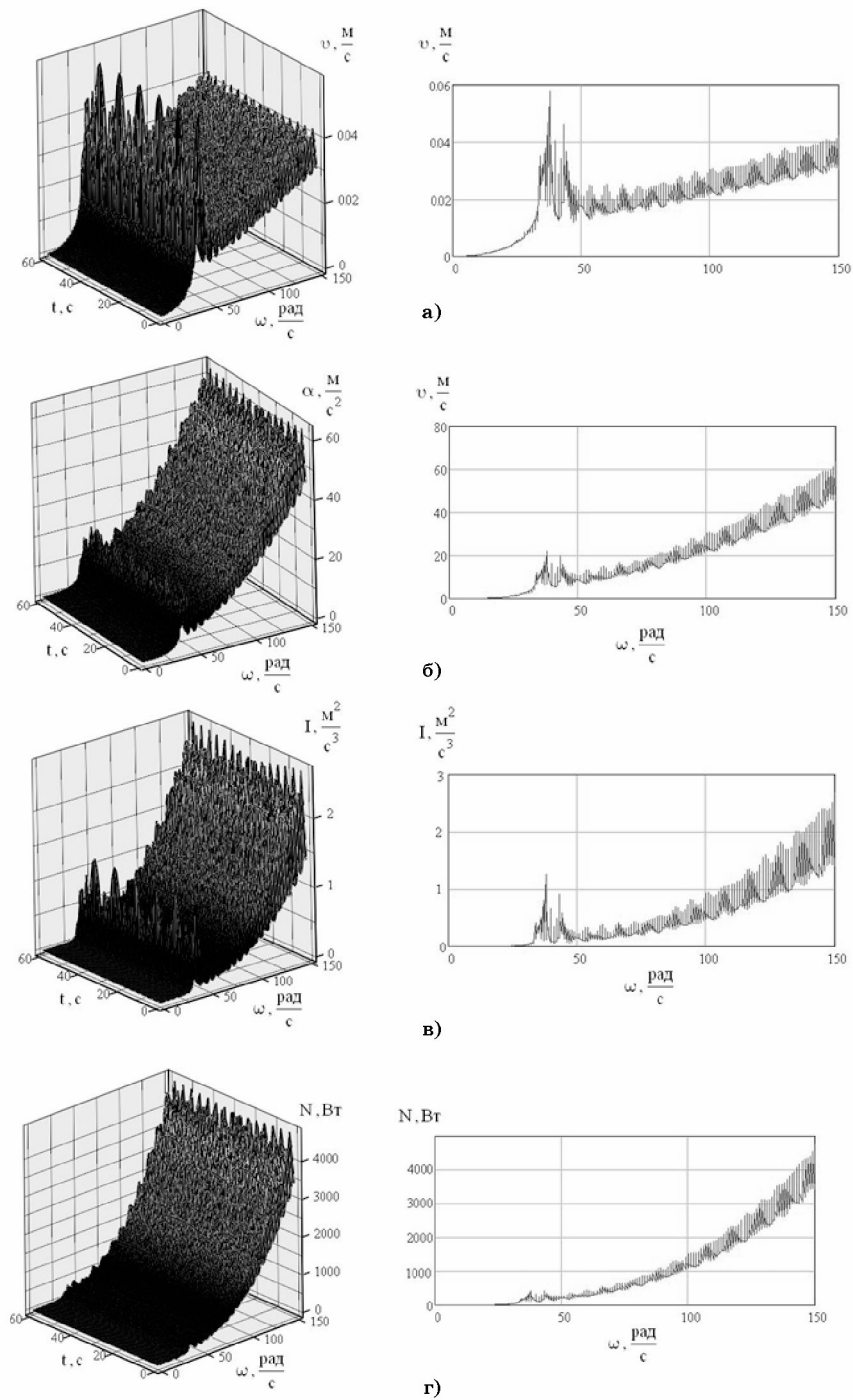 υ, м/с
004
002
0
60 40 20 0
0 50 100 150
t, с
ω, рад/с
υ, м/с
0.06
0.04
0.02
0
0 50 100 150
а)
α, м/с²
60
40
20
0
60 40 20 0
0 50 100 150
t, с
ω, рад/с
υ, м/с
80
60
40
20
0
0 50 100 150
ω, рад/с
б)
I, м²/с³
2
1
0
60 40 20 0
0 50 100 150
t, с
ω, рад/с
I, м²/с³
3
2
1
0
0 50 100 150
ω, рад/с
в)
N, Вт
4000
3000
2000
1000
0
60 40 20 0
0 50 100 150
t, с
ω, рад/с
N, Вт
4000
3000
2000
1000
0
0 50 100 150
ω, рад/с
г)